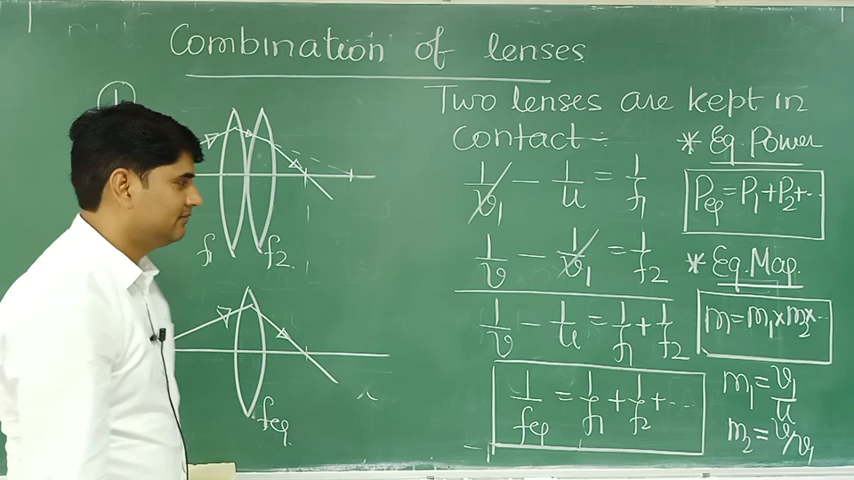 Combination of lenses
1
f1 f2
feq
Two lenses are kept in
contact:-
1/v1 - 1/u = 1/f1
1/v - 1/v1 = 1/f2
1/v - 1/u = 1/f1 + 1/f2
1/feq = 1/f1 + 1/f2 + ...
* Eq. Power
Peq = P1 + P2 + ...
* Eq. Mag.
m = m1 × m2 × ...
m1 = v1/u
m2 = v/v1